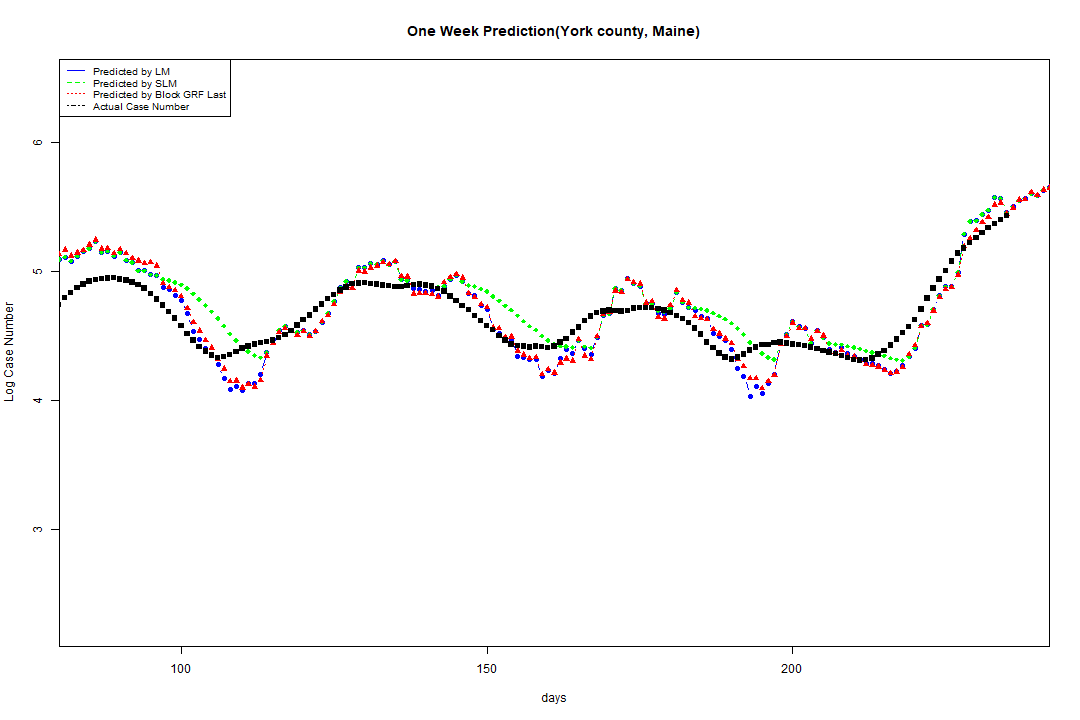 One Week Prediction(York county, Maine)
Predicted by LM
Predicted by SLM
Predicted by Block GRF Last
Actual Case Number
Log Case Number
6
5
4
3
100 150 200
days